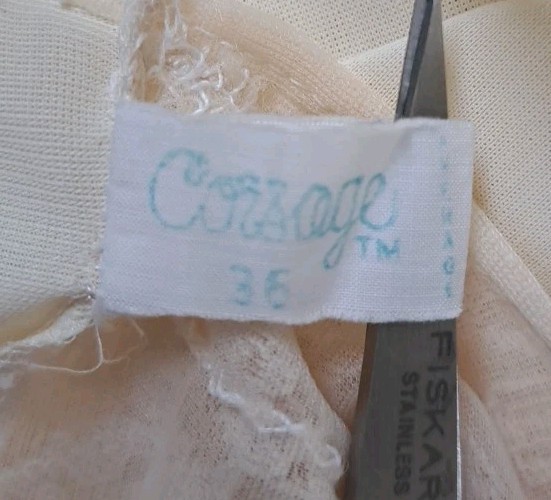 Corsage
TM
36
FISKAR
STAINLESS